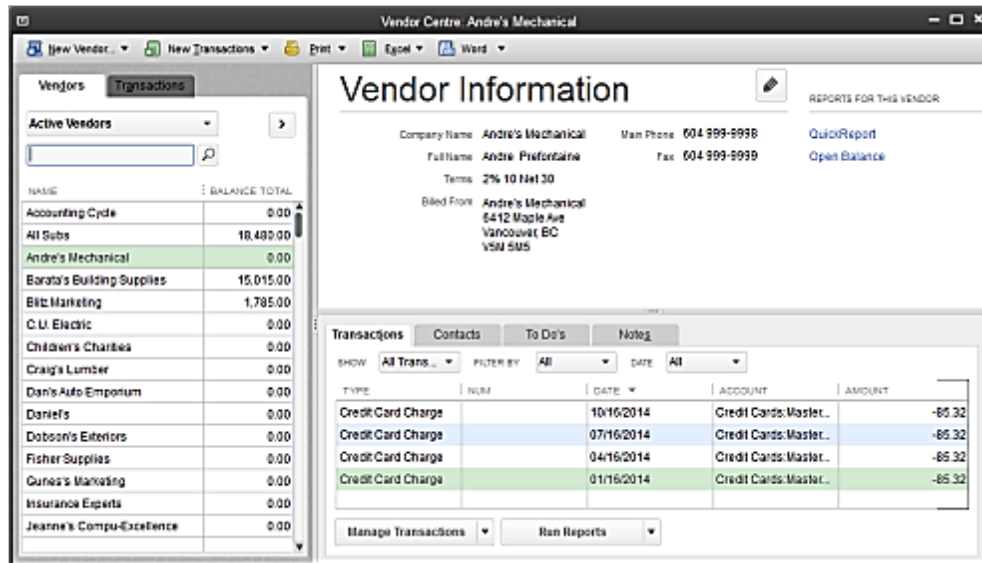 Vendor Centre: Andre's Mechanical
New Vendor... New Transactions Print Excel Word
Vendors Transactions
Active Vendors
NAME BALANCE TOTAL
Accounting Cycle 0.00
All Subs 18,480.00
Andre's Mechanical 0.00
Barata's Building Supplies 15,015.00
Blitz Marketing 1,785.00
C.U. Electric 0.00
Children's Charities 0.00
Craig's Lumber 0.00
Dan's Auto Emporium 0.00
Daniel's 0.00
Dobson's Exteriors 0.00
Fisher Supplies 0.00
Gunes's Marketing 0.00
Insurance Experts 0.00
Jeanne's Compu-Excellence 0.00
Vendor Information
Company Name Andre's Mechanical
Full Name Andre Prefontaine
Terms 2% 10 Net 30
Billed From Andre's Mechanical
6412 Maple Ave
Vancouver, BC
V5M 5M5
Main Phone 604 999-9998
Fax 604 999-9999
REPORTS FOR THIS VENDOR
QuickReport
Open Balance
Transactions Contacts To Do's Notes
SHOW All Trans... FILTER BY All DATE All
TYPE NUM DATE ACCOUNT AMOUNT
Credit Card Charge 10/16/2014 Credit Cards:Master... -85.32
Credit Card Charge 07/16/2014 Credit Cards:Master... -85.32
Credit Card Charge 04/16/2014 Credit Cards:Master... -85.32
Credit Card Charge 01/16/2014 Credit Cards:Master... -85.32
Manage Transactions Run Reports